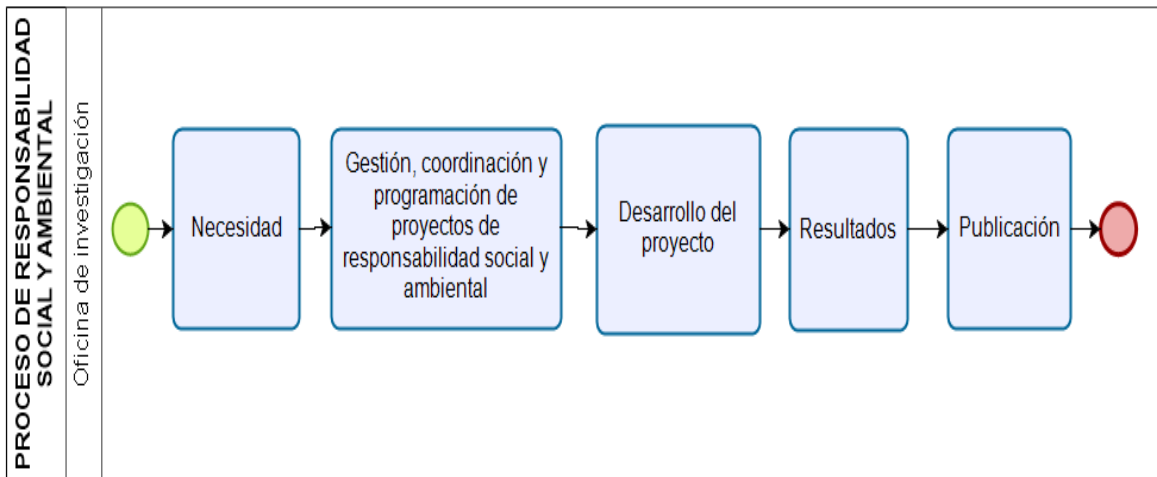 PROCESO DE RESPONSABILIDAD
SOCIAL Y AMBIENTAL
Oficina de investigación
Necesidad
Gestión, coordinación y
programación de
proyectos de
responsabilidad social y
ambiental
Desarrollo del
proyecto
Resultados
Publicación